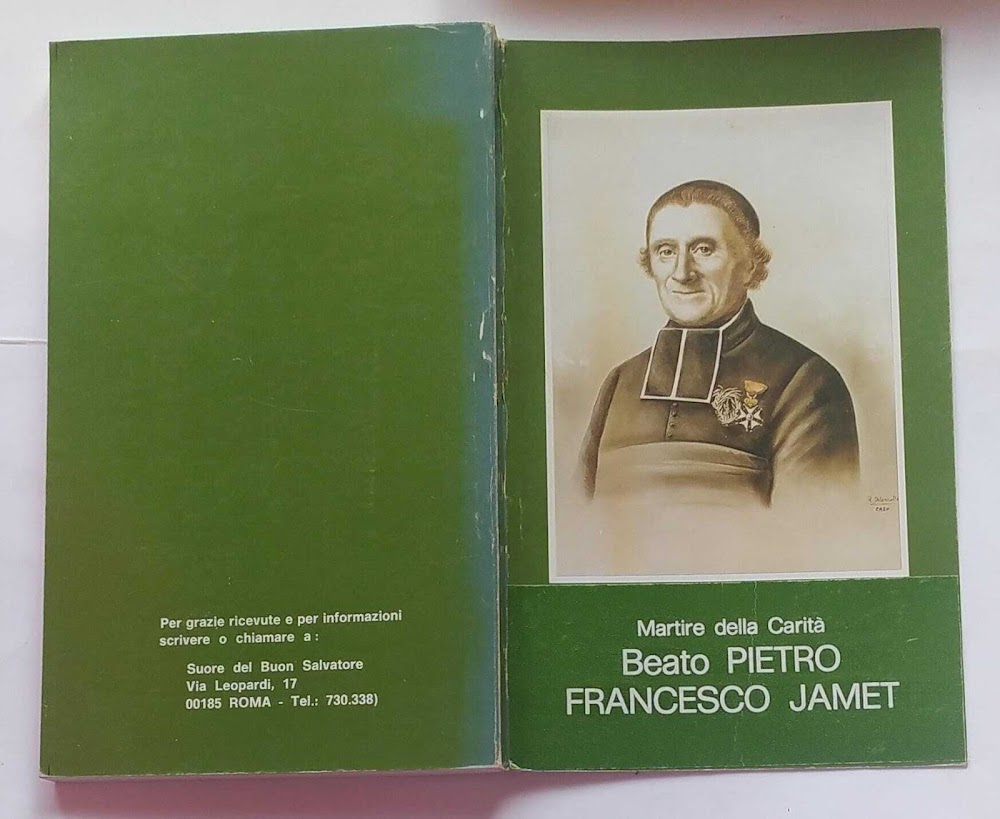 Per grazie ricevute e per informazioni
scrivere o chiamare a :
Suore del Buon Salvatore
Via Leopardi, 17
00185 ROMA - Tel.: 730.338)
Martire della Carità
Beato PIETRO
FRANCESCO JAMET